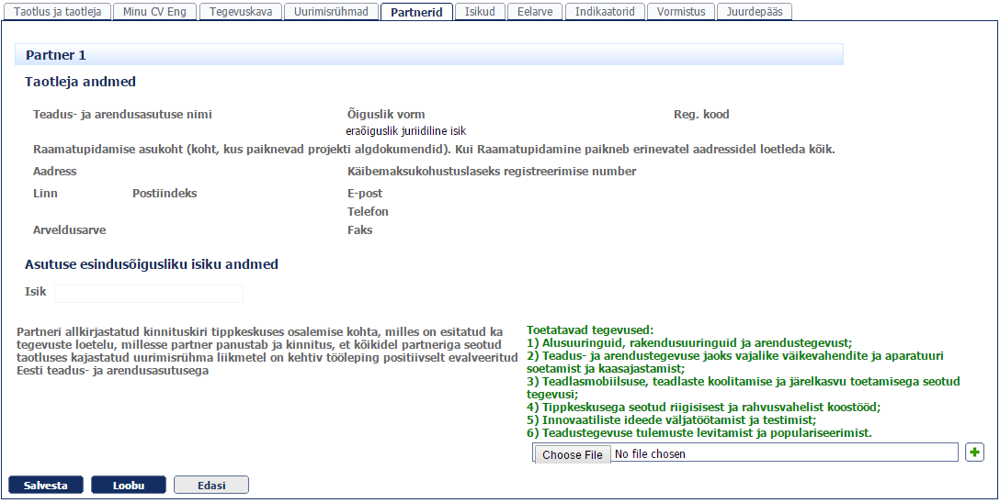 Taotlus ja taotleja Minu CV Eng Tegevuskava Uurimisrühmad Partnerid Isikud Eelarve Indikaatorid Vormistus Juurdepääs
Partner 1
Taotleja andmed
Teadus- ja arendusasutuse nimi Õiguslik vorm Reg. kood
eraõiguslik juriidiline isik
Raamatupidamise asukoht (koht, kus paiknevad projekti algdokumendid). Kui Raamatupidamine paikneb erinevatel aadressidel loetleda kõik.
Aadress Käibemaksukohustuslaseks registreerimise number
Linn Postiindeks E-post
Telefon
Arveldusarve Faks
Asutuse esindusõigusliku isiku andmed
Isik
Partneri allkirjastatud kinnituskiri tippkeskuses osalemise kohta, milles on esitatud ka
tegevuste loetelu, millesse partner panustab ja kinnitus, et kõikidel partneriga seotud
taotluses kajastatud uurimisrühma liikmetel on kehtiv tööleping positiivselt evalveeritud
Eesti teadus- ja arendusasutusega
Toetatavad tegevused:
1) Alusuuringuid, rakendusuuringuid ja arendustegevust;
2) Teadus- ja arendustegevuse jaoks vajalike väikevahendite ja aparatuuri
soetamist ja kaasajastamist;
3) Teadlasmobiilsuse, teadlaste koolitamise ja järelkasvu toetamisega seotud
tegevusi;
4) Tippkeskusega seotud riigisisest ja rahvusvahelist koostööd;
5) Innovaatiliste ideede väljatöötamist ja testimist;
6) Teadustegevuse tulemuste levitamist ja populariseerimist.
Choose File No file chosen
Salvesta Loobu Edasi